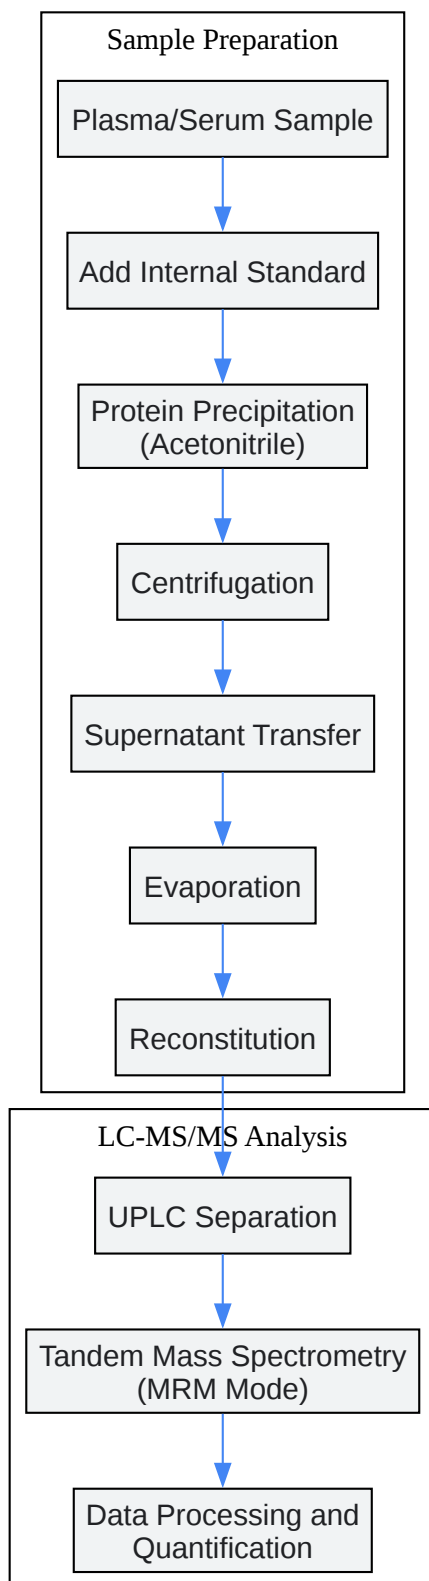 Sample Preparation
Plasma/Serum Sample
Add Internal Standard
Protein Precipitation
(Acetonitrile)
Centrifugation
Supernatant Transfer
Evaporation
Reconstitution
LC-MS/MS Analysis
UPLC Separation
Tandem Mass Spectrometry
(MRM Mode)
Data Processing and
Quantification